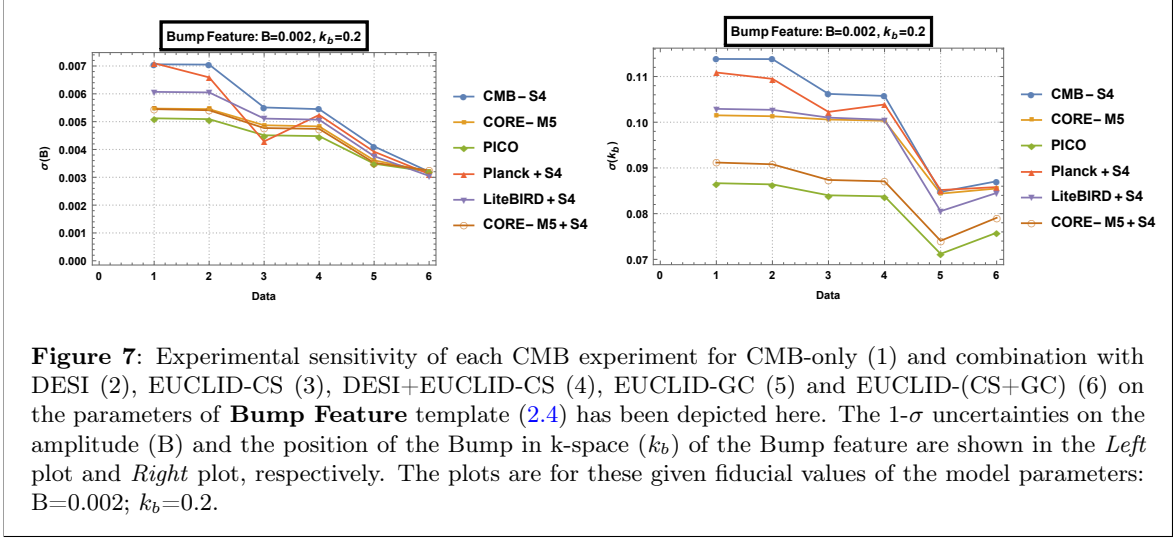 Bump Feature: B=0.002, k_b=0.2
σ(B)
0.007
0.006
0.005
0.004
0.003
0.002
0.001
0.000
0 1 2 3 4 5 6
Data
CMB–S4
CORE–M5
PICO
Planck + S4
LiteBIRD + S4
CORE–M5 + S4
Bump Feature: B=0.002, k_b=0.2
σ(k_b)
0.11
0.10
0.09
0.08
0.07
0 1 2 3 4 5 6
Data
CMB–S4
CORE–M5
PICO
Planck + S4
LiteBIRD + S4
CORE–M5 + S4
Figure 7: Experimental sensitivity of each CMB experiment for CMB-only (1) and combination with
DESI (2), EUCLID-CS (3), DESI+EUCLID-CS (4), EUCLID-GC (5) and EUCLID-(CS+GC) (6) on
the parameters of Bump Feature template (2.4) has been depicted here. The 1-σ uncertainties on the
amplitude (B) and the position of the Bump in k-space (k_b) of the Bump feature are shown in the Left
plot and Right plot, respectively. The plots are for these given fiducial values of the model parameters:
B=0.002; k_b=0.2.